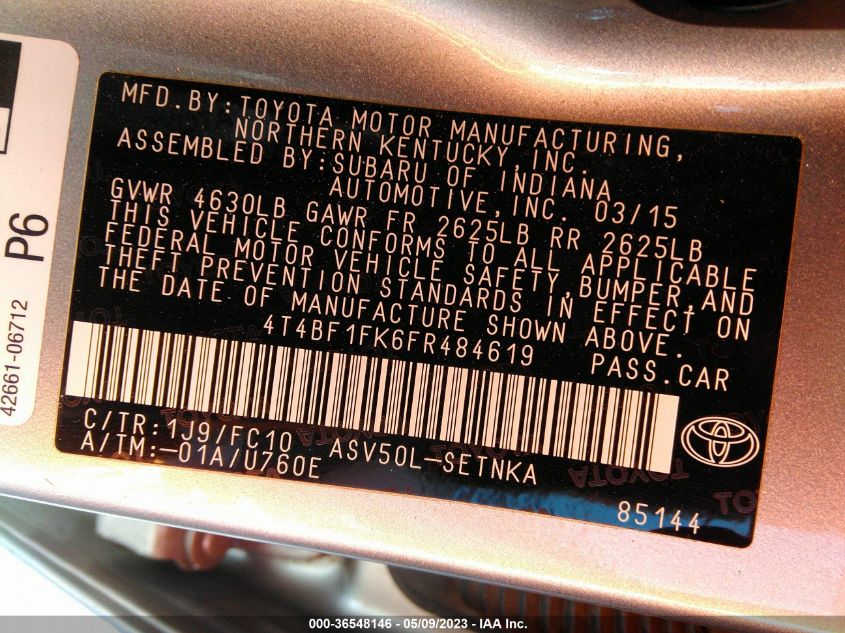 MFD.BY:TOYOTA MOTOR MANUFACTURING,
NORTHERN KENTUCKY,INC.
ASSEMBLED BY:SUBARU OF INDIANA
AUTOMOTIVE,INC. 03/15
GVWR 4630LB GAWR FR 2625LB RR 2625LB
THIS VEHICLE CONFORMS TO ALL APPLICABLE
FEDERAL MOTOR VEHICLE SAFETY,BUMPER,AND
THEFT PREVENTION STANDARDS IN EFFECT ON
THE DATE OF MANUFACTURE SHOWN ABOVE.
4T4BF1FK6FR484619 PASS.CAR
C/TR:1J9/FC10 ASV50L-SETNKA
A/TM:-01A/U760E
85144
P6
42661-06712
000-36548146 - 05/09/2023 - IAA Inc.